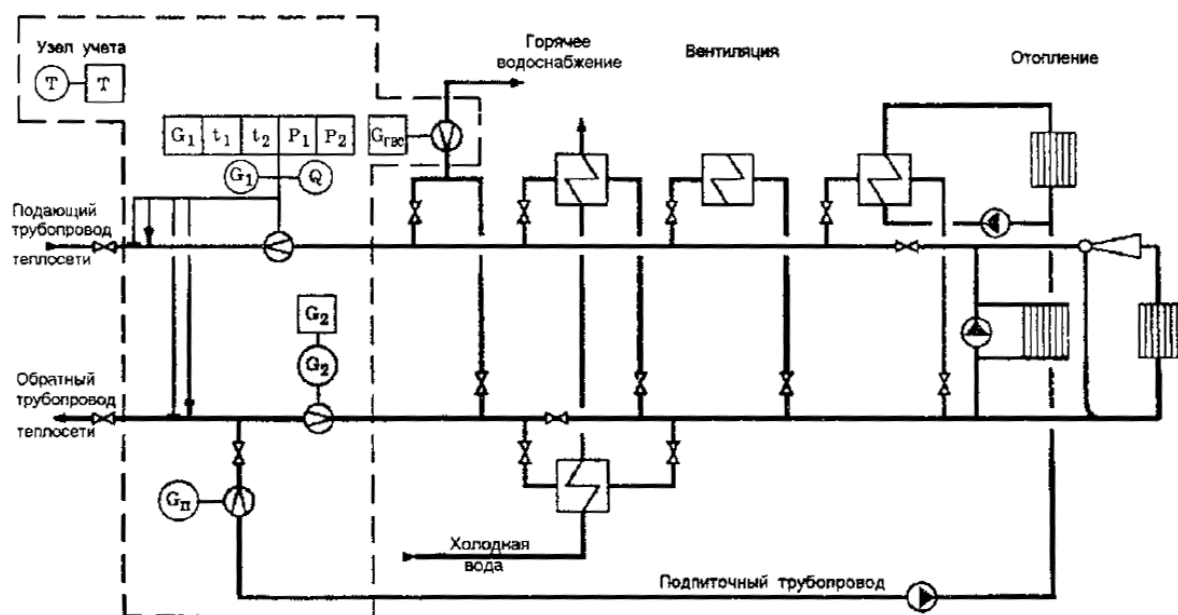 Узел учета
T T
Горячее
водоснабжение
Вентиляция
Отопление
G₁ t₁ t₂ P₁ P₂ Gгвс
G₁ Q
Подающий
трубопровод
теплосети
G₂
G₂
Обратный
трубопровод
теплосети
Gп
Холодная
вода
Подпиточный трубопровод